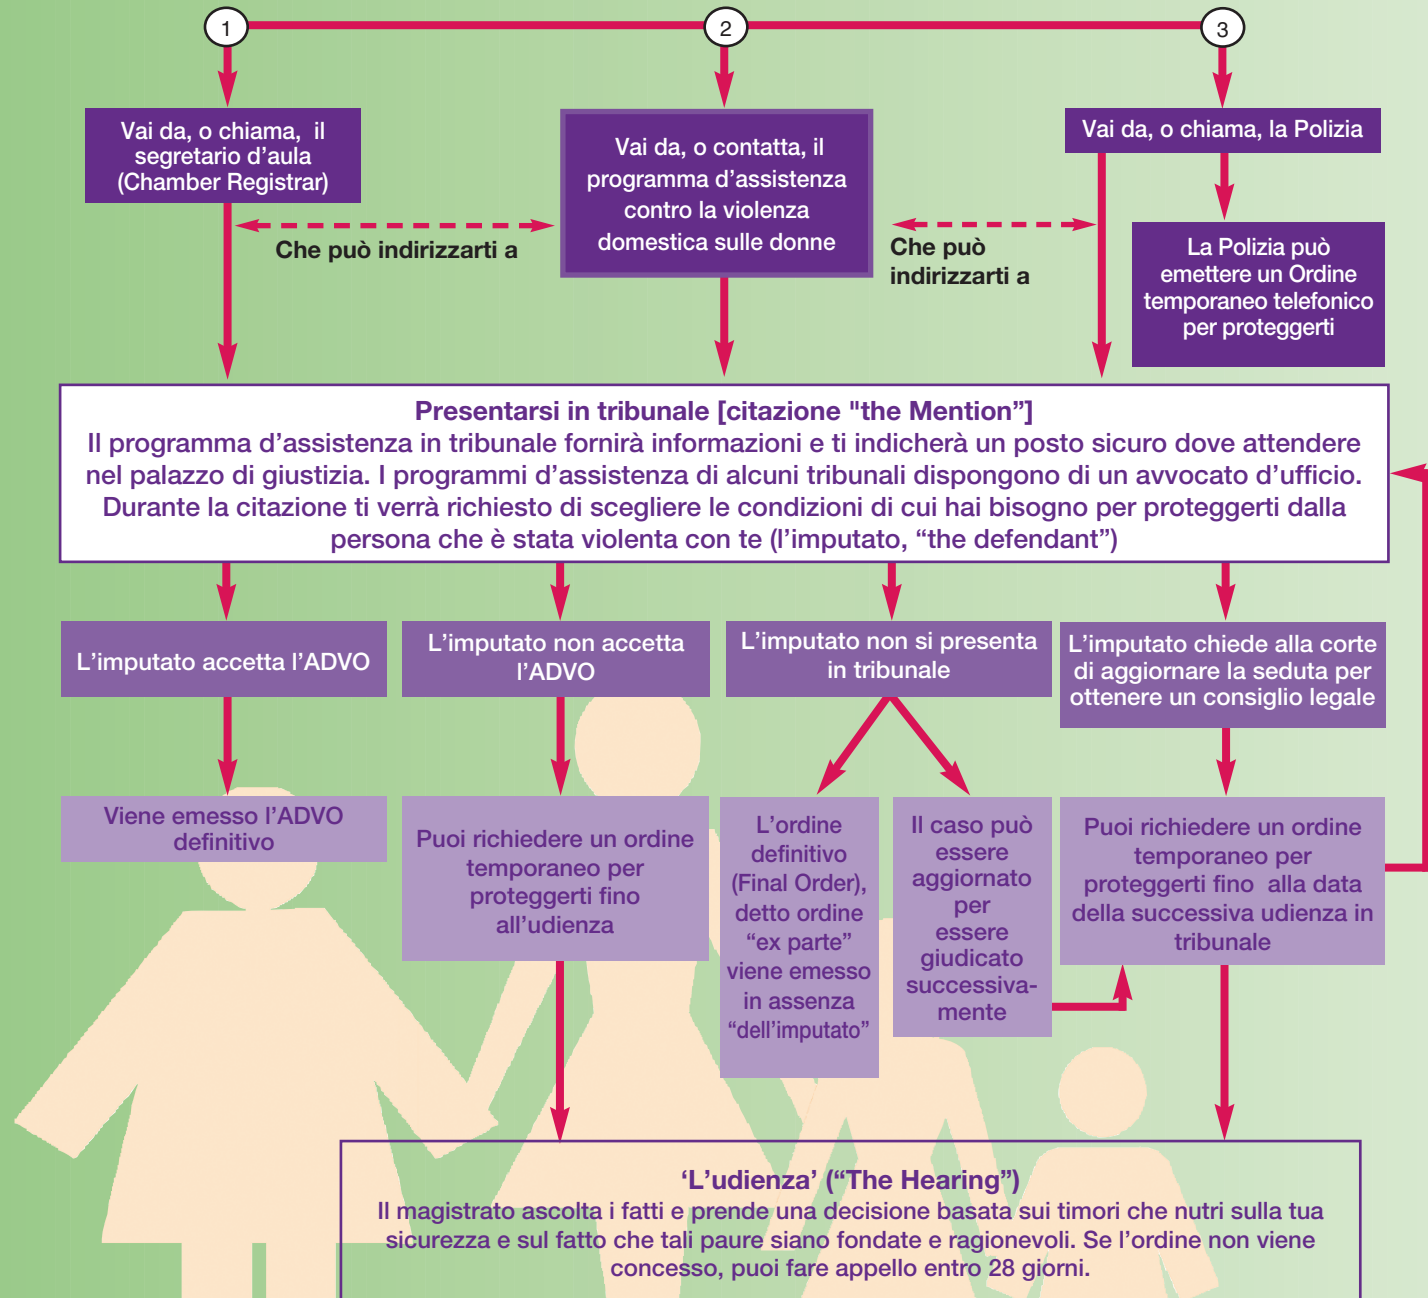 1
2
3
Vai da, o chiama, il
segretario d'aula
(Chamber Registrar)
Vai da, o contatta, il
programma d'assistenza
contro la violenza
domestica sulle donne
Vai da, o chiama, la Polizia
Che può indirizzarti a
Che può
indirizzarti a
La Polizia può
emettere un Ordine
temporaneo telefonico
per proteggerti
Presentarsi in tribunale [citazione "the Mention”]
Il programma d'assistenza in tribunale fornirà informazioni e ti indicherà un posto sicuro dove attendere
nel palazzo di giustizia. I programmi d'assistenza di alcuni tribunali dispongono di un avvocato d'ufficio.
Durante la citazione ti verrà richiesto di scegliere le condizioni di cui hai bisogno per proteggerti dalla
persona che è stata violenta con te (l'imputato, “the defendant”)
L'imputato accetta l'ADVO
L'imputato non accetta
l'ADVO
L'imputato non si presenta
in tribunale
L'imputato chiede alla corte
di aggiornare la seduta per
ottenere un consiglio legale
Viene emesso l'ADVO
definitivo
Puoi richiedere un ordine
temporaneo per
proteggerti fino
all'udienza
L'ordine
definitivo
(Final Order),
detto ordine
“ex parte”
viene emesso
in assenza
“dell'imputato”
Il caso può
essere
aggiornato
per
essere
giudicato
successiva-
mente
Puoi richiedere un ordine
temporaneo per
proteggerti fino alla data
della successiva udienza in
tribunale
‘L'udienza’ (“The Hearing”)
Il magistrato ascolta i fatti e prende una decisione basata sui timori che nutri sulla tua
sicurezza e sul fatto che tali paure siano fondate e ragionevoli. Se l'ordine non viene
concesso, puoi fare appello entro 28 giorni.